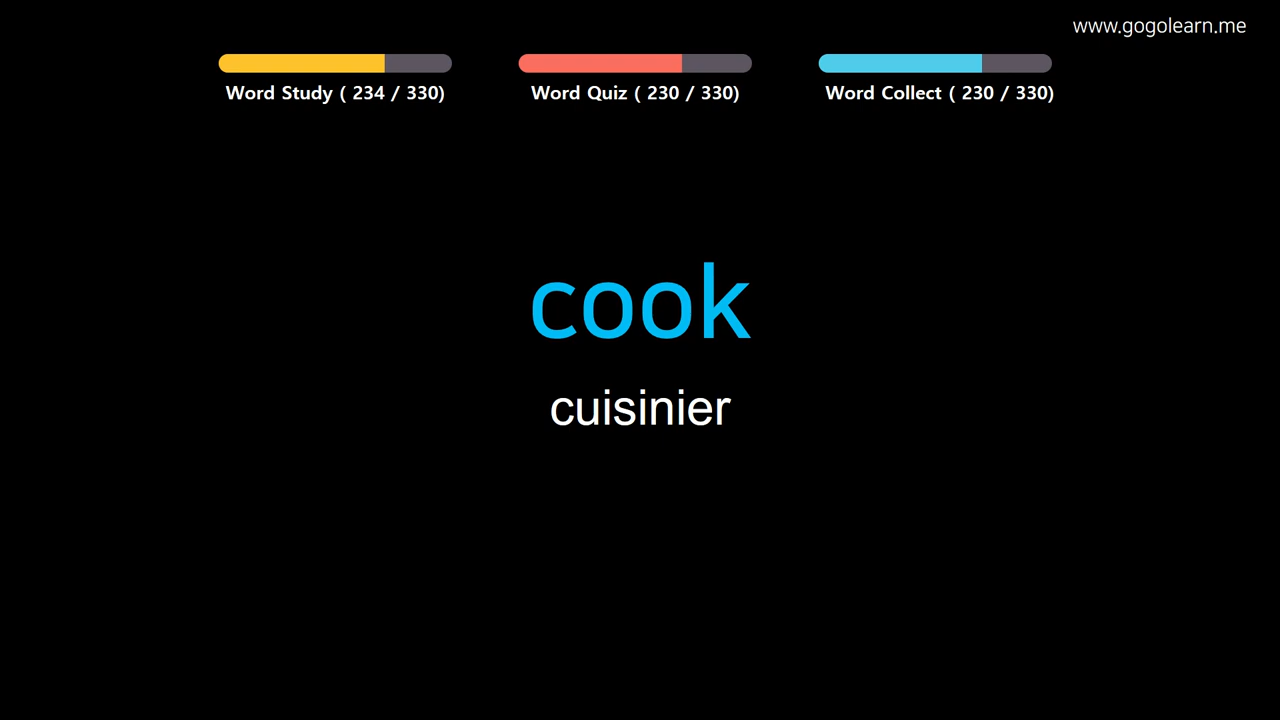 www.gogolearn.me
Word Study ( 234 / 330)
Word Quiz ( 230 / 330)
Word Collect ( 230 / 330)
cook
cuisinier